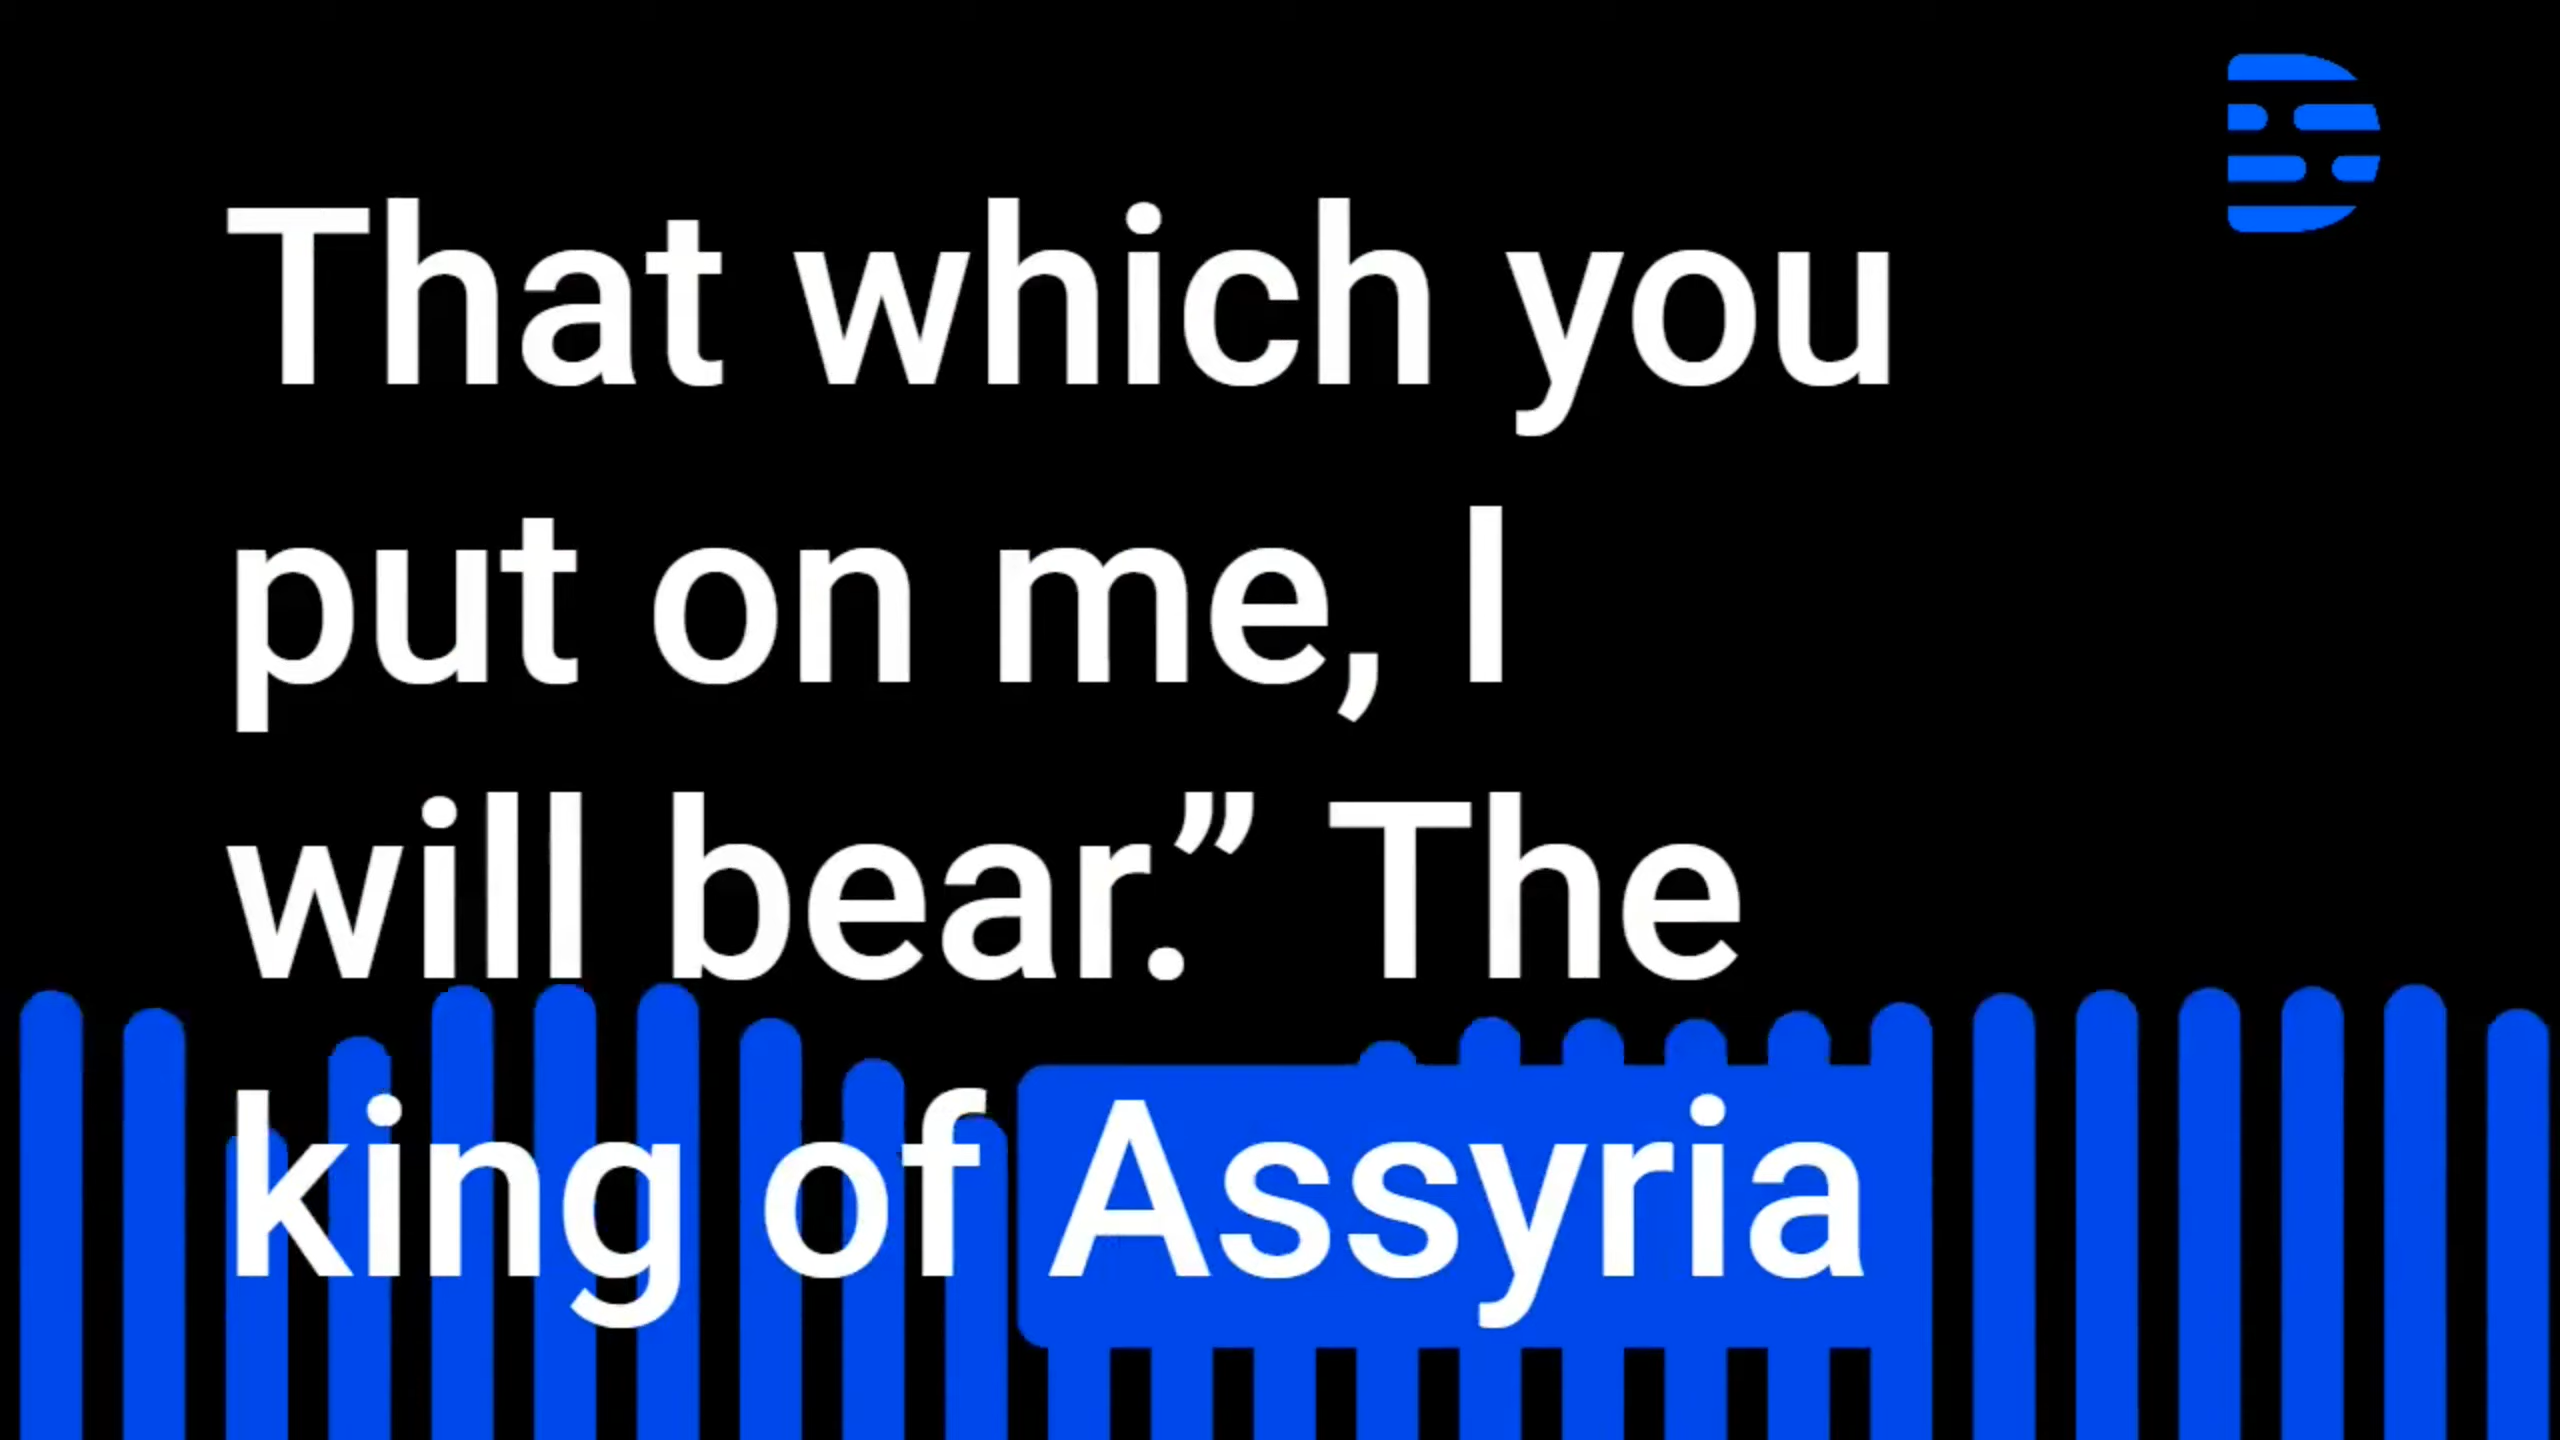 That which you
put on me, I
will bear.” The
king of Assyria